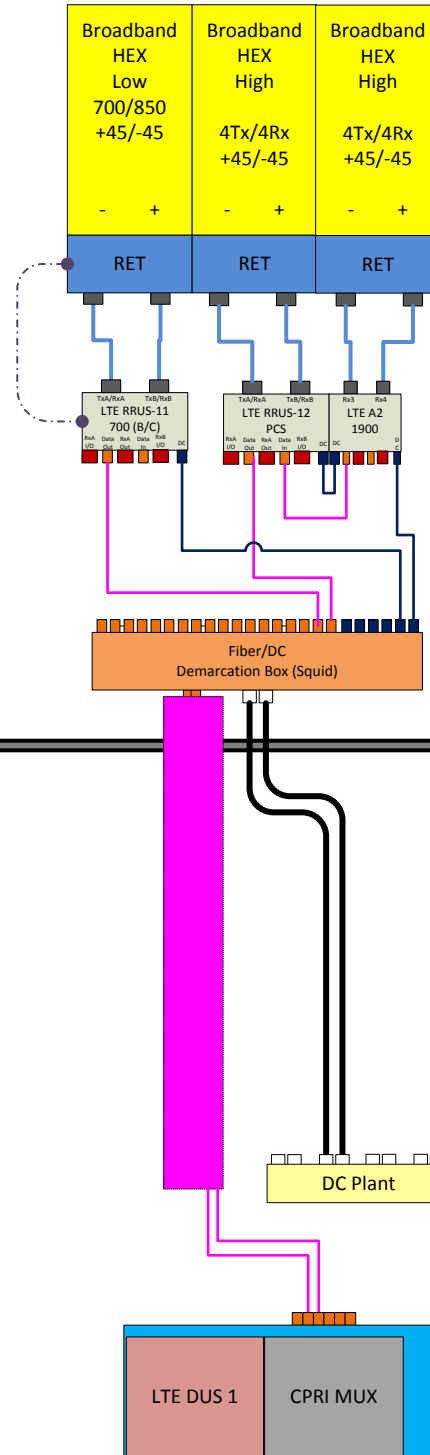 Broadband
HEX
Low
700/850
+45/-45
- +
Broadband
HEX
High
4Tx/4Rx
+45/-45
- +
Broadband
HEX
High
4Tx/4Rx
+45/-45
- +
RET
RET
RET
TxA/RxA TxB/RxB
LTE RRUS-11
700 (B/C)
RxA Data RxA Data RxB
I/O Out Out In I/O DC
TxA/RxA TxB/RxB
LTE RRUS-12
PCS
RxA Data RxA Data RxB
I/O Out Out In I/O DC
Rx3 Rx4
LTE A2
1900
DC D
C
Fiber/DC
Demarcation Box (Squid)
DC Plant
LTE DUS 1
CPRI MUX